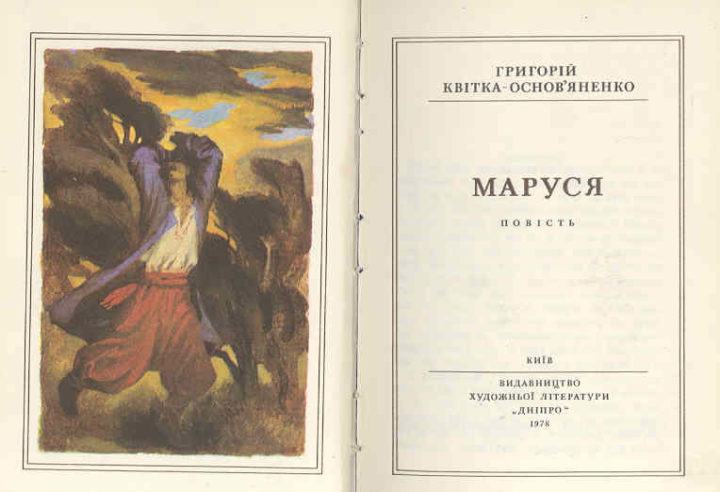 ГРИГОРІЙ
КВІТКА-ОСНОВ'ЯНЕНКО
МАРУСЯ
ПОВІСТЬ
КИЇВ
ВИДАВНИЦТВО
ХУДОЖНЬОЇ ЛІТЕРАТУРИ
„ДНІПРО“
1978